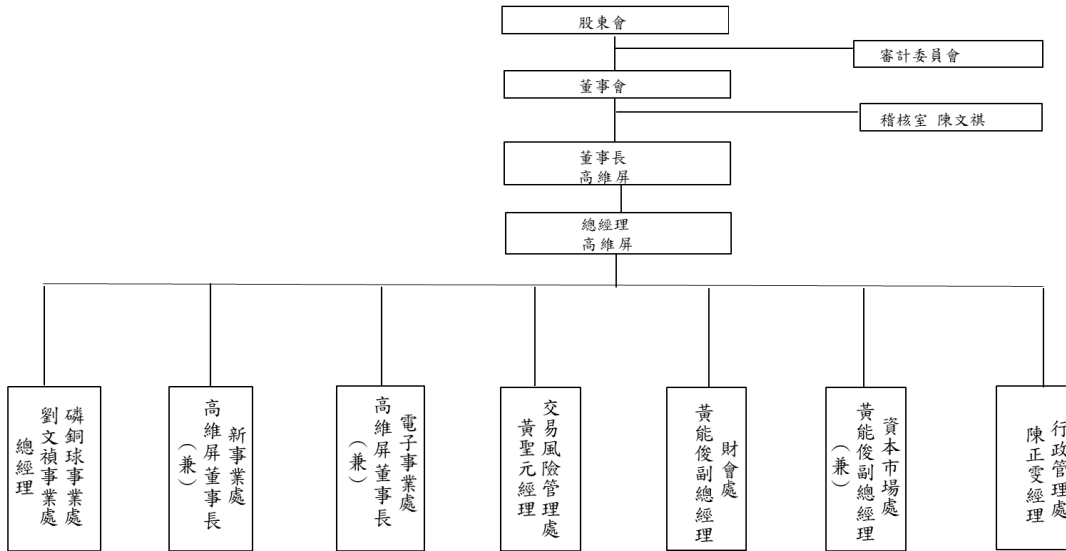 股東會
審計委員會
董事會
稽核室 陳文祺
董事長
高維屏
總經理
高維屏
磷銅球事業處
劉文禎事業處
總經理
新事業處
高維屏董事長
（兼）
電子事業處
高維屏董事長
（兼）
交易風險管理處
黃聖元經理
財會處
黃能俊副總經理
資本市場處
黃能俊副總經理
（兼）
行政管理處
陳正雯經理